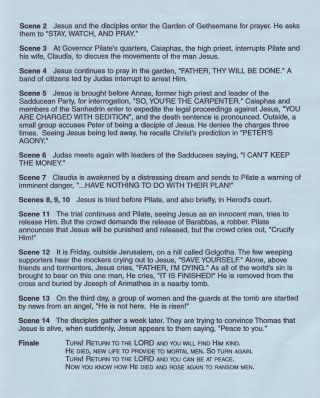 Scene 2 Jesus and the disciples enter the Garden of Gethsemane for prayer. He asks
them to "STAY, WATCH, AND PRAY."
Scene 3 At Governor Pilate's quarters, Caiaphas, the high priest, interrupts Pilate and
his wife, Claudia, to discuss the movements of the man Jesus.
Scene 4 Jesus continues to pray in the garden, "FATHER, THY WILL BE DONE." A
band of citizens led by Judas interrupt to arrest Him.
Scene 5 Jesus is brought before Annas, former high priest and leader of the
Sadducean Party, for interrogation, "SO, YOU'RE THE CARPENTER." Caiaphas and
members of the Sanhedrin enter to expedite the legal proceedings against Jesus, "YOU
ARE CHARGED WITH SEDITION", and the death sentence is pronounced. Outside, a
small group accuses Peter of being a disciple of Jesus. He denies the charge three
times. Seeing Jesus being led away, he recalls Christ's prediction in "PETER'S
AGONY."
Scene 6 Judas meets again with leaders of the Sadducees saying, "I CAN'T KEEP
THE MONEY."
Scene 7 Claudia is awakened by a distressing dream and sends to Pilate a warning of
imminent danger, "...HAVE NOTHING TO DO WITH THEIR PLAN!"
Scenes 8, 9, 10 Jesus is tried before Pilate, and also briefly, in Herod's court.
Scene 11 The trial continues and Pilate, seeing Jesus as an innocent man, tries to
release Him. But the crowd demands the release of Barabbas, a robber. Pilate
announces that Jesus will be punished and released, but the crowd cries out, "Crucify
Him!"
Scene 12 It is Friday, outside Jerusalem, on a hill called Golgotha. The few weeping
supporters hear the mockers crying out to Jesus, "SAVE YOURSELF." Alone, above
friends and tormentors, Jesus cries, "FATHER, I'M DYING." As all of the world's sin is
brought to bear on this one man, He cries, "IT IS FINISHED!" He is removed from the
cross and buried by Joseph of Arimathea in a nearby tomb.
Scene 13 On the third day, a group of women and the guards at the tomb are startled
by news from an angel, "He is not here. He is risen!"
Scene 14 The disciples gather a week later. They are trying to convince Thomas that
Jesus is alive, when suddenly, Jesus appears to them saying, "Peace to you."
Finale TURN! RETURN TO THE LORD AND YOU WILL FIND HIM KIND.
HE DIED, NEW LIFE TO PROVIDE TO MORTAL MEN. SO TURN AGAIN.
TURN! RETURN TO THE LORD AND YOU CAN BE AT PEACE.
NOW YOU KNOW HOW HE DIED AND ROSE AGAIN TO RANSOM MEN.